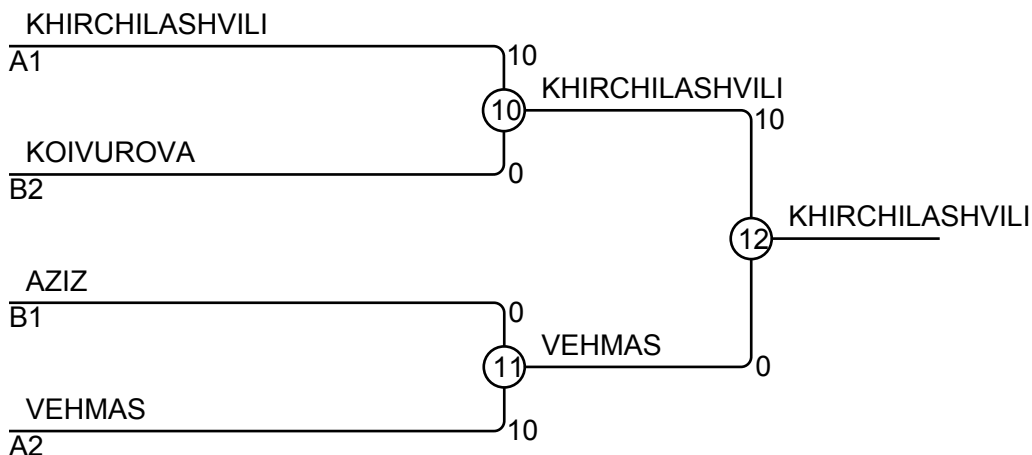 KHIRCHILASHVILI
A1
10
10
KHIRCHILASHVILI
10
KOIVUROVA
B2
0
12
KHIRCHILASHVILI
AZIZ
B1
0
11
VEHMAS
0
VEHMAS
A2
10